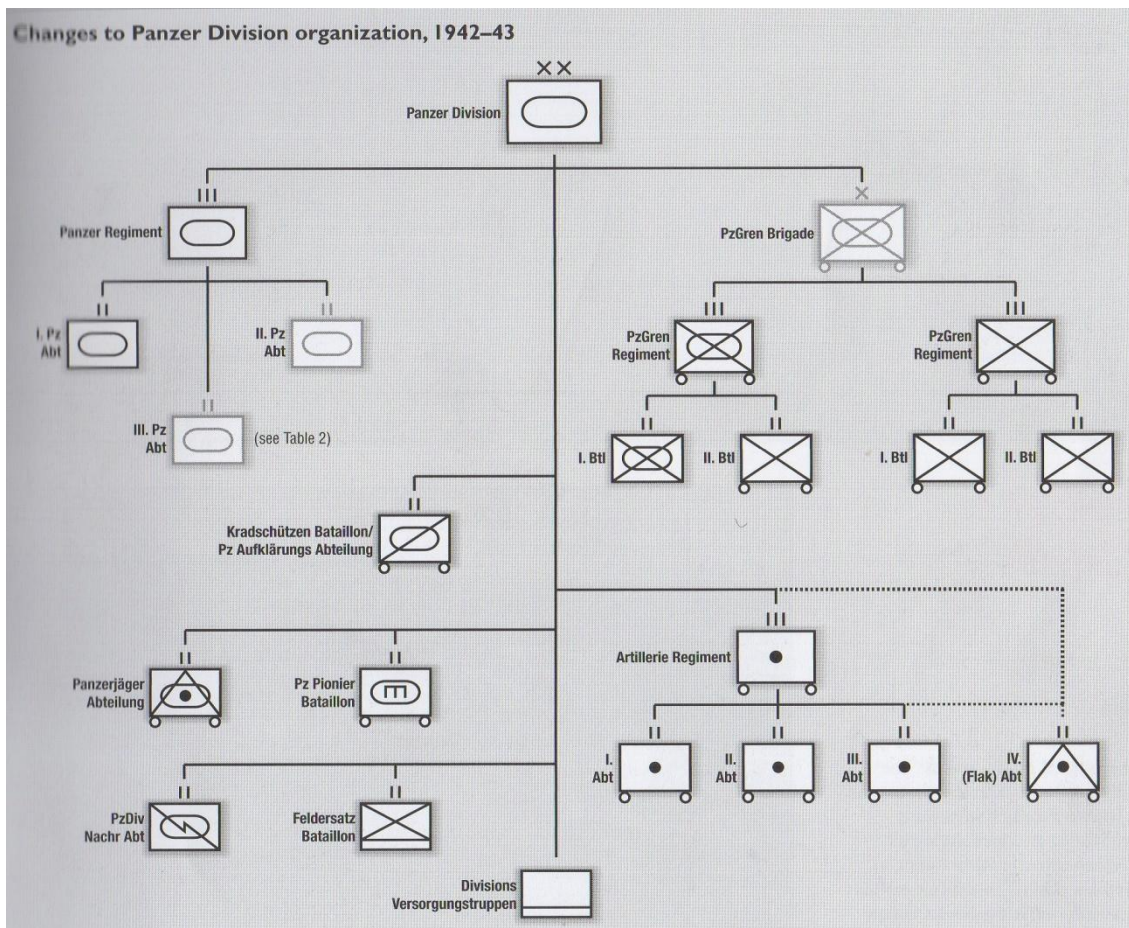 Changes to Panzer Division organization, 1942–43
Panzer Division
Panzer Regiment
PzGren Brigade
I. Pz
Abt
II. Pz
Abt
III. Pz
Abt
(see Table 2)
PzGren
Regiment
PzGren
Regiment
I. Btl
II. Btl
I. Btl
II. Btl
Kradschützen Bataillon/
Pz Aufklärungs Abteilung
Artillerie Regiment
Panzerjäger
Abteilung
Pz Pionier
Bataillon
I.
Abt
II.
Abt
III.
Abt
IV.
(Flak) Abt
PzDiv
Nachr Abt
Feldersatz
Bataillon
Divisions
Versorgungstruppen